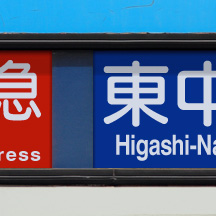 急
東中
ress
Higashi-Na